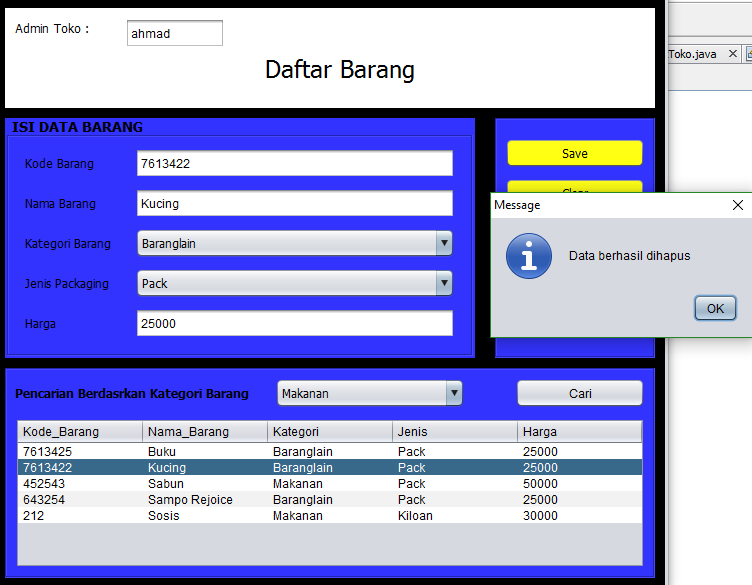 Admin Toko :
ahmad
Daftar Barang
Toko.java
ISI DATA BARANG
Kode Barang 7613422
Nama Barang Kucing
Kategori Barang Baranglain
Jenis Packaging Pack
Harga 25000
Save
Message
Data berhasil dihapus
OK
Pencarian Berdasrkan Kategori Barang Makanan Cari
Kode_Barang Nama_Barang Kategori Jenis Harga
7613425 Buku Baranglain Pack 25000
7613422 Kucing Baranglain Pack 25000
452543 Sabun Makanan Pack 50000
643254 Sampo Rejoice Baranglain Pack 25000
212 Sosis Makanan Kiloan 30000